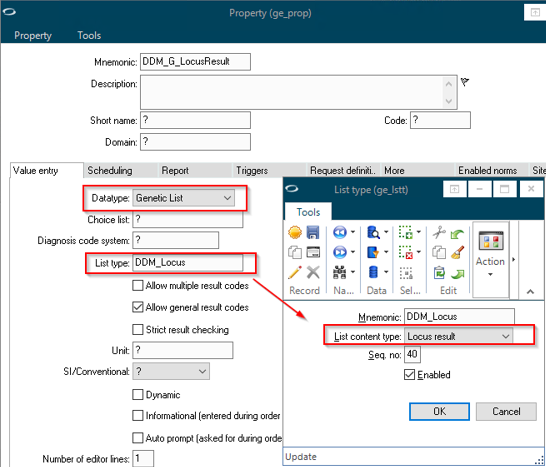 Property (ge_prop)
Property Tools
Mnemonic: DDM_G_LocusResult
Description:
Short name: ? Code: ?
Domain: ?
Value entry Scheduling Report Triggers Request definiti.. More Enabled norms Site
Datatype: Genetic List
Choice list: ?
Diagnosis code system: ?
List type: DDM_Locus
Allow multiple result codes
Allow general result codes
Strict result checking
Unit: ?
SI/Conventional: ?
Dynamic
Informational (entered during order
Auto prompt (asked for during orde
Number of editor lines: 1
List type (ge_lstt)
Tools
Record Na... Data Sel... Edit Action
Mnemonic: DDM_Locus
List content type: Locus result
Seq. no: 40
Enabled
OK Cancel
Update